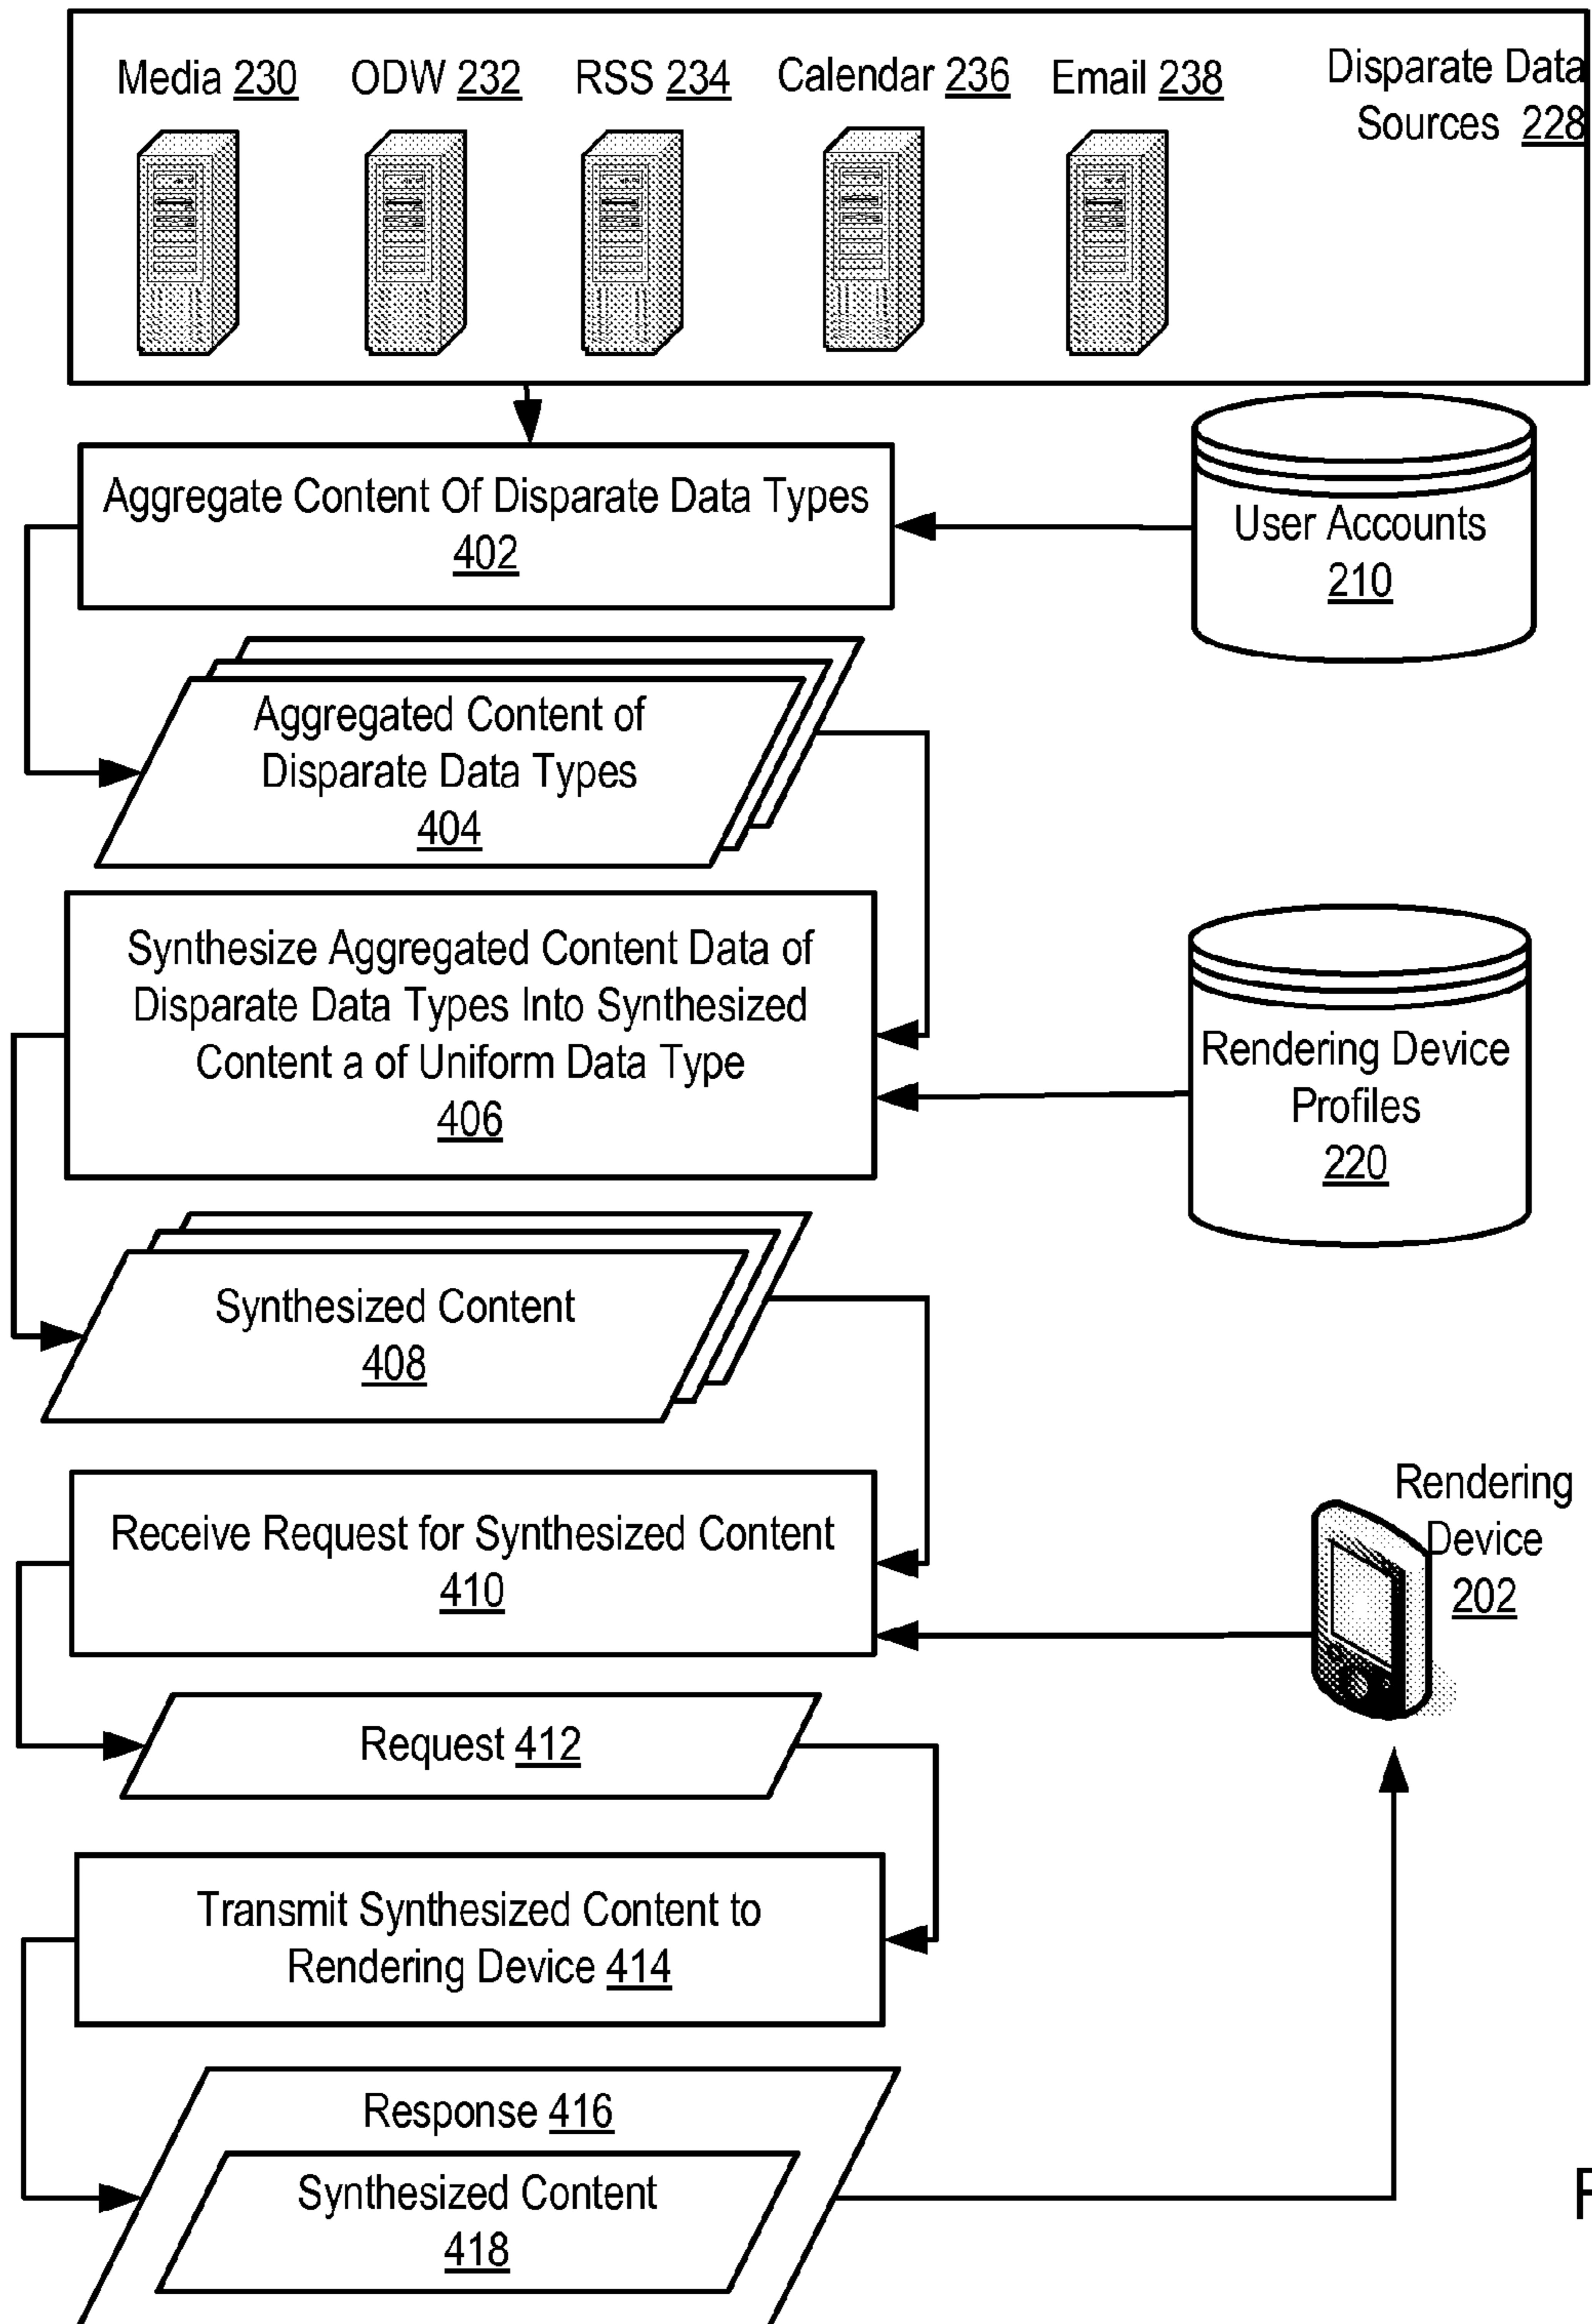 Media 230 ODW 232 RSS 234 Calendar 236 Email 238 Disparate Data
Sources 228
Aggregate Content Of Disparate Data Types
402
User Accounts
210
Aggregated Content of
Disparate Data Types
404
Synthesize Aggregated Content Data of
Disparate Data Types Into Synthesized
Content a of Uniform Data Type
406
Rendering Device
Profiles
220
Synthesized Content
408
Receive Request for Synthesized Content
410
Rendering
Device
202
Request 412
Transmit Synthesized Content to
Rendering Device 414
Response 416
Synthesized Content
418